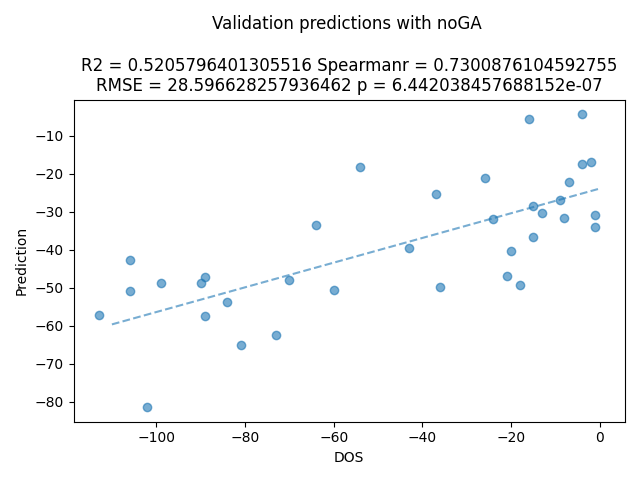 Validation predictions with noGA
R2 = 0.5205796401305516 Spearmanr = 0.7300876104592755
RMSE = 28.596628257936462 p = 6.442038457688152e-07
−10
−20
−30
−40
−50
−60
−70
−80
Prediction
−100
−80
−60
−40
−20
0
DOS